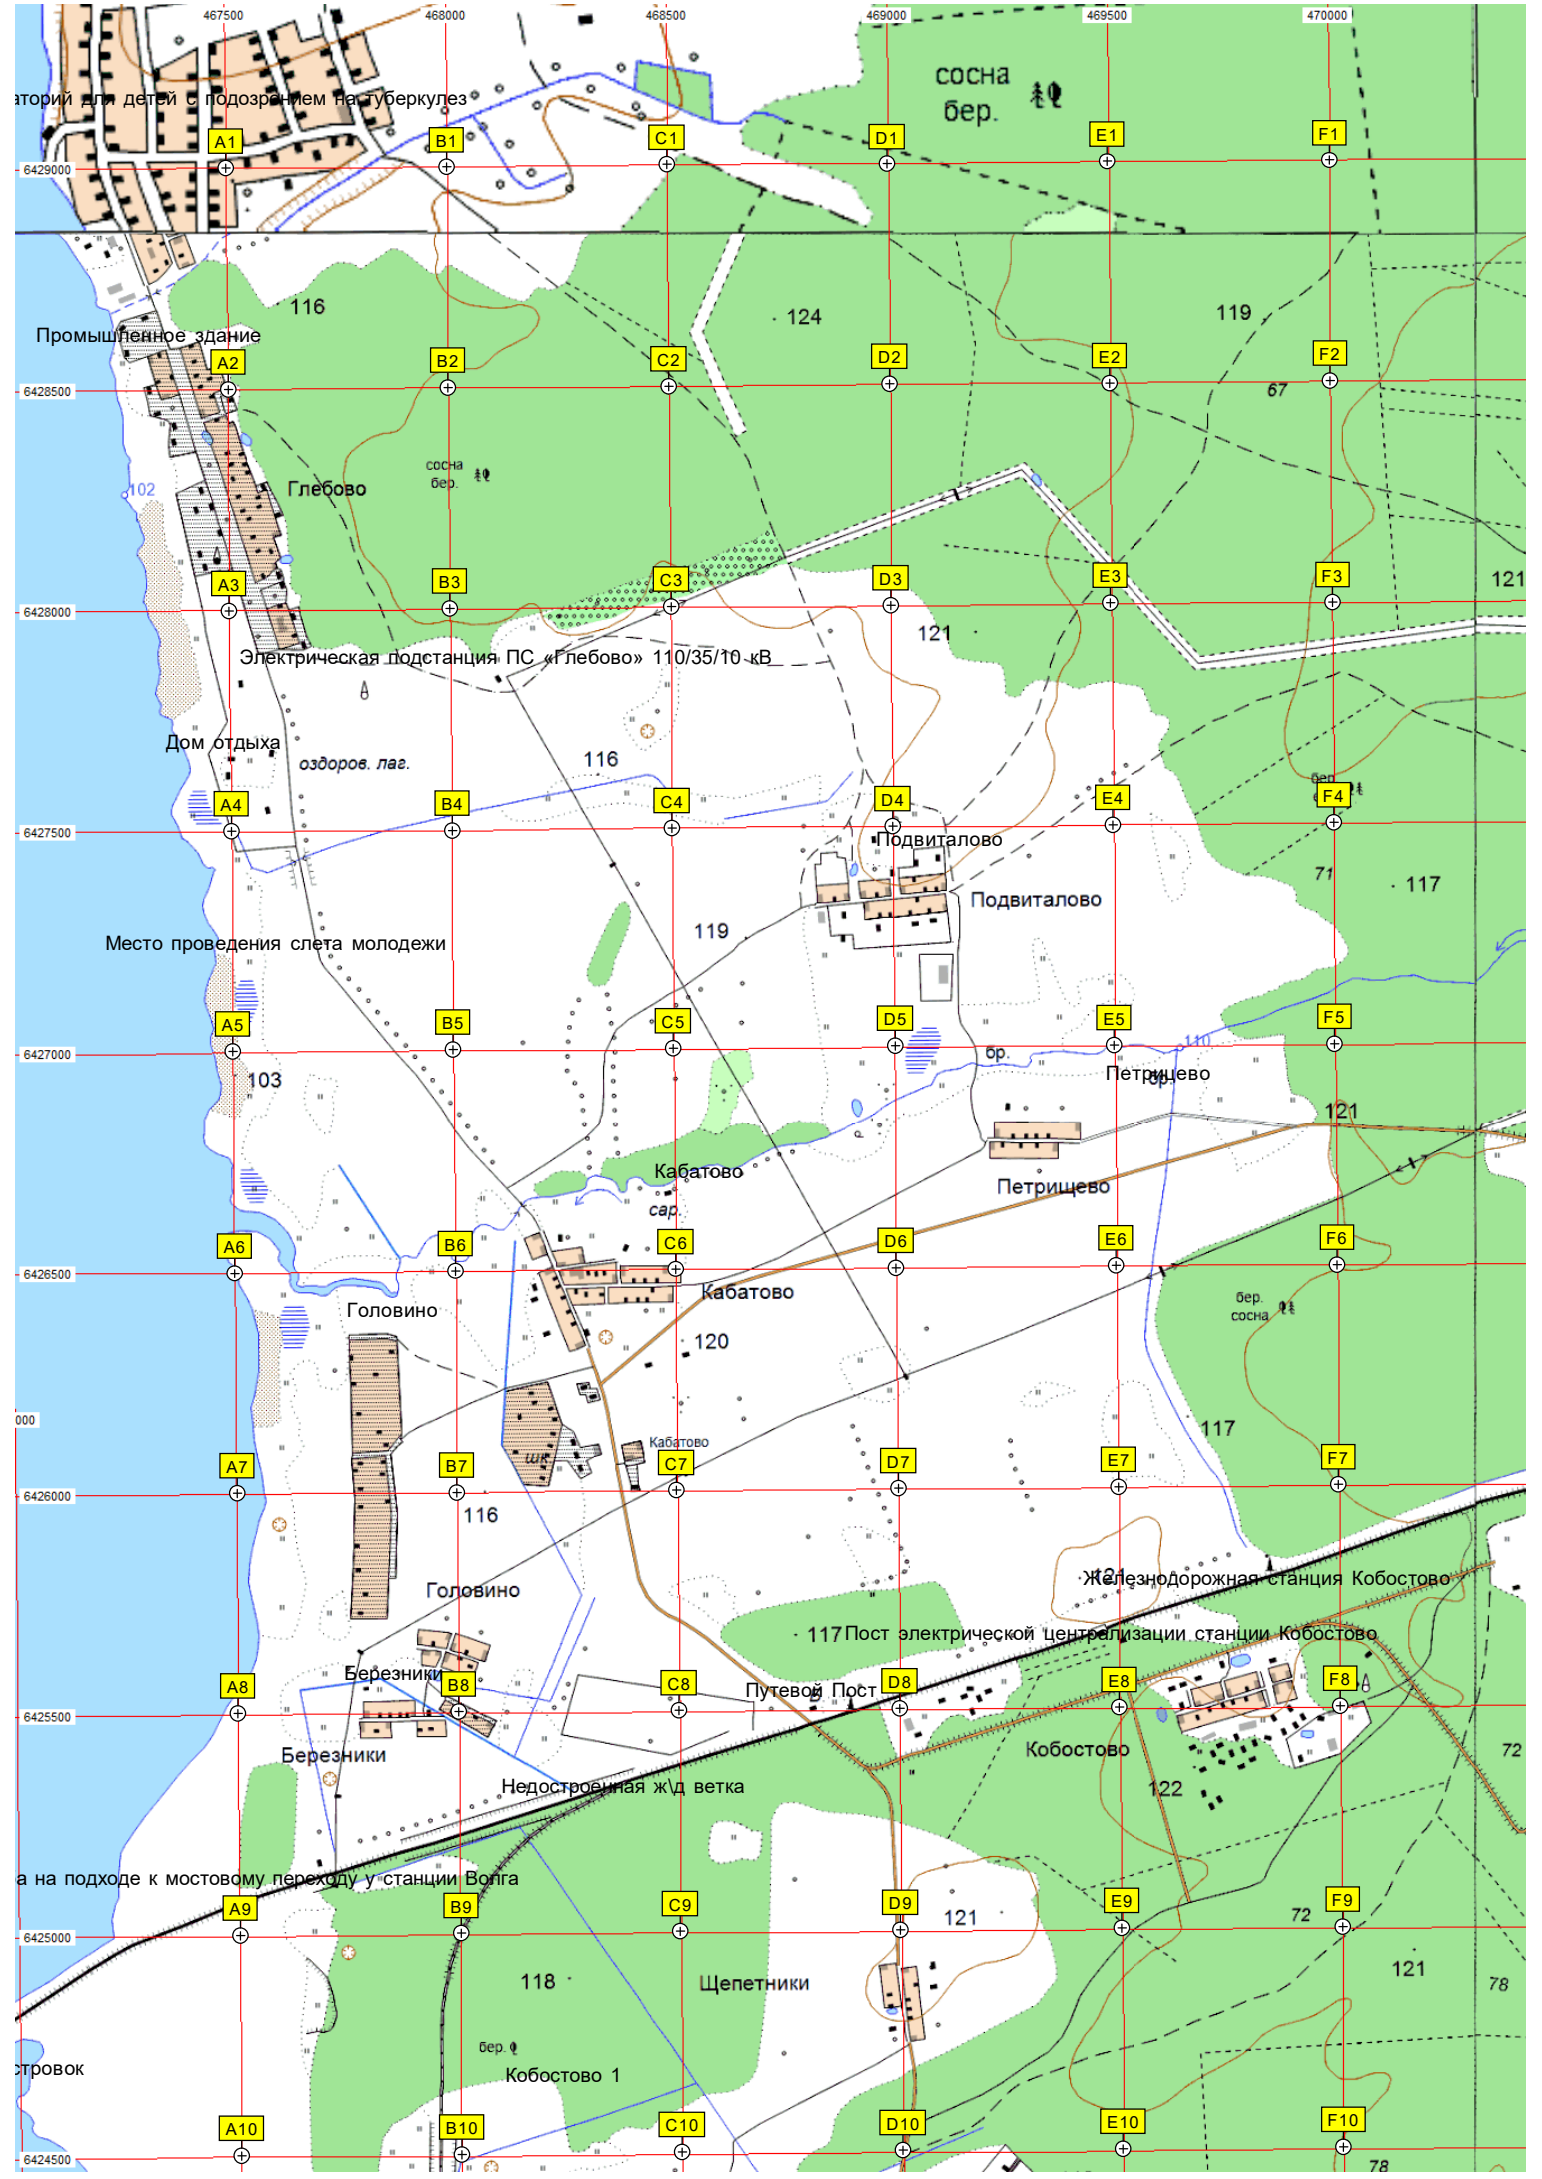 467500 468000 468500 469000 469500 470000
сосна
бер.
аторий для детей с подозрением на туберкулез
A1 B1 C1 D1 E1 F1
6429000
116
124
119
Промышленное здание
A2 B2 C2 D2 E2 F2
6428500
67
сосна
бер.
102
Глебово
A3 B3 C3 D3 E3 F3
121
6428000
121
Электрическая подстанция ПС «Глебово» 110/35/10 кВ
Дом отдыха
оздоров. лаг.
116
бер.
A4 B4 C4 D4 E4 F4
6427500
Подвиталово
71
117
Подвиталово
119
Место проведения слета молодежи
A5 B5 C5 D5 E5 F5
6427000
бр.
110
103
Петрищево
бр.
121
Кабатово
Петрищево
сар.
A6 B6 C6 D6 E6 F6
6426500
Кабатово
бер.
сосна
Головино
120
000
117
Кабатово
шк.
A7 B7 C7 D7 E7 F7
6426000
116
121
Железнодорожная станция Кобостово
Головино
117
Пост электрической централизации станции Кобостово
Березники
Путевой Пост
A8 B8 C8 D8 E8 F8
6425500
Березники
Кобостово
72
Недостроенная ж\д ветка
122
а на подходе к мостовому переходу у станции Волга
A9 B9 C9 D9 E9 F9
121
72
6425000
118
Щепетники
121
78
бер.
стровок
Кобостово 1
A10 B10 C10 D10 E10 F10
6424500
78